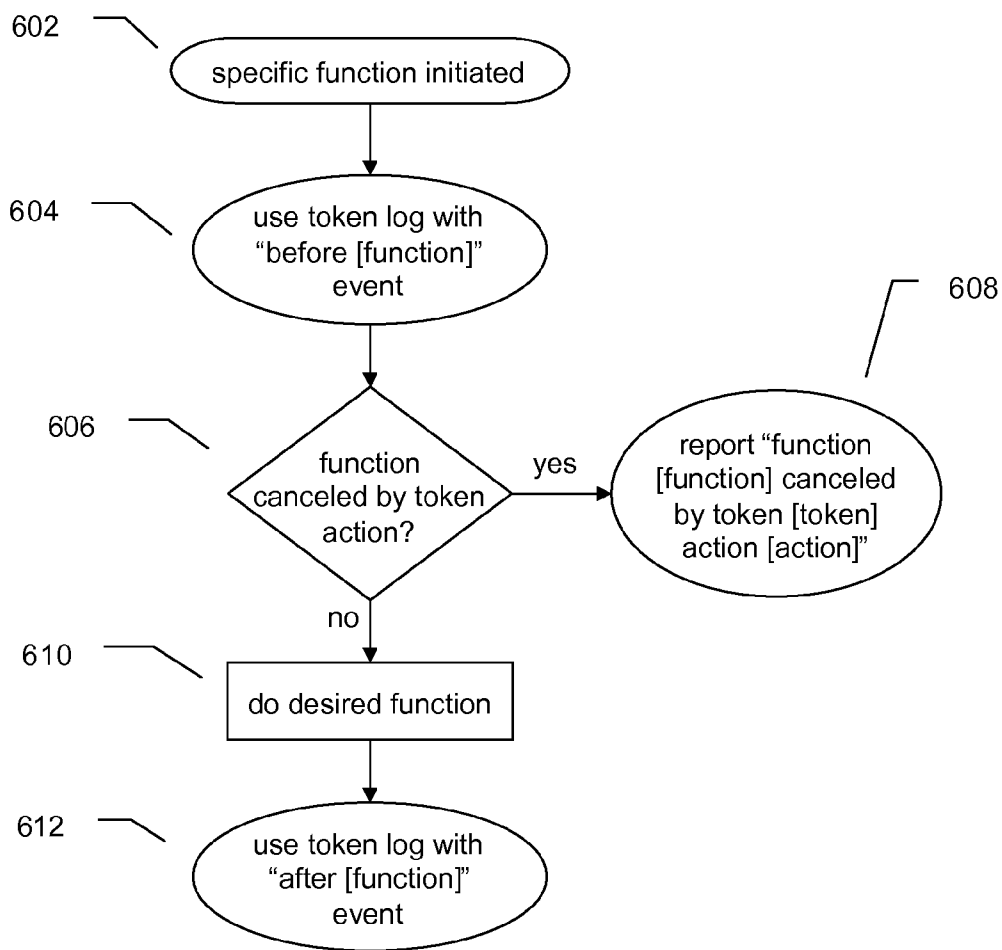 602
specific function initiated
604
use token log with
“before [function]”
event
608
606
function
canceled by token
action?
yes
report “function
[function] canceled
by token [token]
action [action]”
no
610
do desired function
612
use token log with
“after [function]”
event